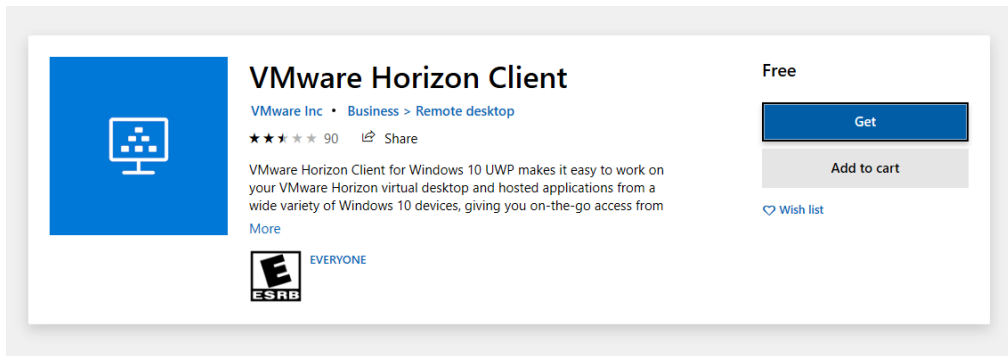 VMware Horizon Client
VMware Inc • Business > Remote desktop
90 Share
VMware Horizon Client for Windows 10 UWP makes it easy to work on
your VMware Horizon virtual desktop and hosted applications from a
wide variety of Windows 10 devices, giving you on-the-go access from
More
E
ESRB
EVERYONE
Free
Get
Add to cart
Wish list